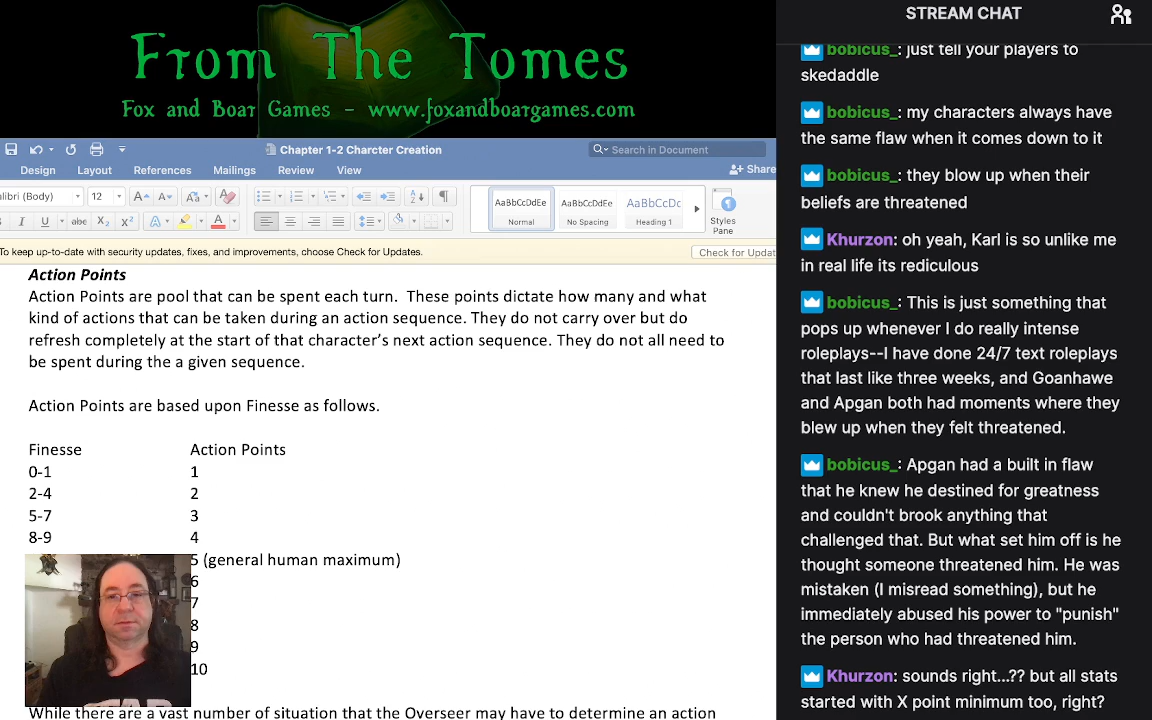 From The Tomes
Fox and Boar Games - www.foxandboargames.com
Chapter 1-2 Charcter Creation
Search in Document
Design Layout References Mailings Review View
Share
alibri (Body) 12
AaBbCcDdEe AaBbCcDdEe AaBbCcDc
Normal No Spacing Heading 1
Styles
Pane
I U abc X₂ X² A A
To keep up-to-date with security updates, fixes, and improvements, choose Check for Updates.
Check for Updat
Action Points
Action Points are pool that can be spent each turn.  These points dictate how many and what
kind of actions that can be taken during an action sequence. They do not carry over but do
refresh completely at the start of that character's next action sequence. They do not all need to
be spent during the a given sequence.
Action Points are based upon Finesse as follows.
Finesse Action Points
0-1 1
2-4 2
5-7 3
8-9 4
5 (general human maximum)
6
7
8
9
10
While there are a vast number of situation that the Overseer may have to determine an action
STREAM CHAT
bobicus_: just tell your players to
skedaddle
bobicus_: my characters always have
the same flaw when it comes down to it
bobicus_: they blow up when their
beliefs are threatened
Khurzon: oh yeah, Karl is so unlike me
in real life its rediculous
bobicus_: This is just something that
pops up whenever I do really intense
roleplays--I have done 24/7 text roleplays
that last like three weeks, and Goanhawe
and Apgan both had moments where they
blew up when they felt threatened.
bobicus_: Apgan had a built in flaw
that he knew he destined for greatness
and couldn't brook anything that
challenged that. But what set him off is he
thought someone threatened him. He was
mistaken (I misread something), but he
immediately abused his power to "punish"
the person who had threatened him.
Khurzon: sounds right...?? but all stats
started with X point minimum too, right?